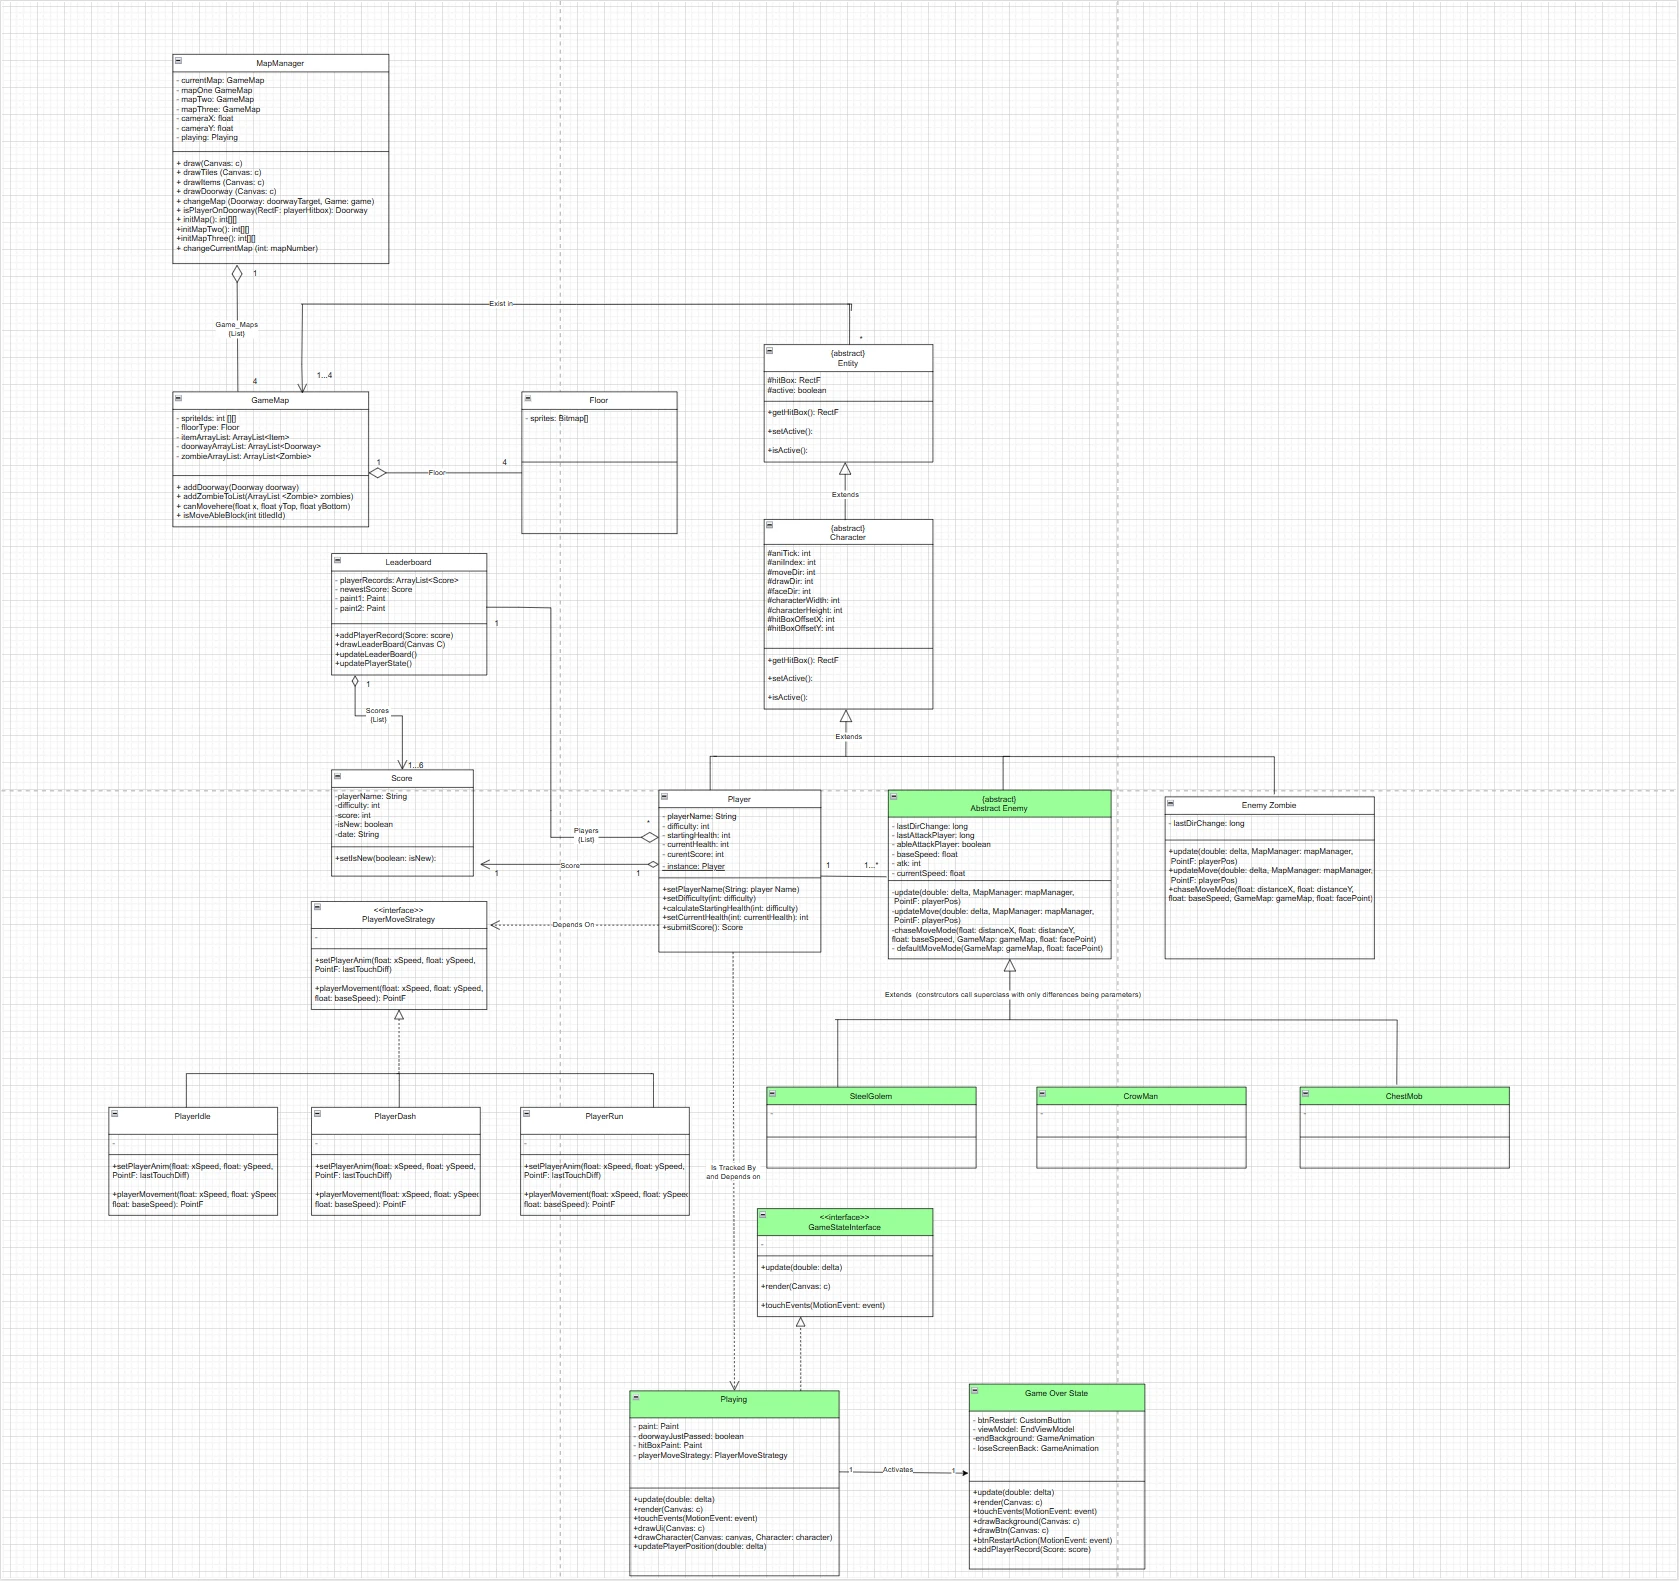 MapManager
- currentMap: GameMap
- mapOne GameMap
- mapTwo: GameMap
- mapThree: GameMap
- cameraX: float
- cameraY: float
- playing: Playing
+ draw(Canvas: c)
+ drawTiles (Canvas: c)
+ drawItems (Canvas: c)
+ drawDoorway (Canvas: c)
+ changeMap (Doorway: doorwayTarget, Game: game)
+ isPlayerOnDoorway(RectF: playerHitbox): Doorway
+ initMap(): int[][]
+initMapTwo(): int[][]
+initMapThree(): int[][]
+ changeCurrentMap (int: mapNumber)
1
Game_Maps
(List)
4
Exist in
*
1...4
GameMap
- spriteIds: int [][]
- flloorType: Floor
- itemArrayList: ArrayList<Item>
- doorwayArrayList: ArrayList<Doorway>
- zombieArrayList: ArrayList<Zombie>
+ addDoorway(Doorway doorway)
+ addZombieToList(ArrayList <Zombie> zombies)
+ canMovehere(float x, float yTop, float yBottom)
+ isMoveAbleBlock(int titledId)
1
Floor
4
Floor
- sprites: Bitmap[]
{abstract}
Entity
#hitBox: RectF
#active: boolean
+getHitBox(): RectF
+setActive():
+isActive():
Extends
{abstract}
Character
#aniTick: int
#aniIndex: int
#moveDir: int
#drawDir: int
#faceDir: int
#characterWidth: int
#characterHeight: int
#hitBoxOffsetX: int
#hitBoxOffsetY: int
+getHitBox(): RectF
+setActive():
+isActive():
Extends
Leaderboard
- playerRecords: ArrayList<Score>
- newestScore: Score
- paint1: Paint
- paint2: Paint
+addPlayerRecord(Score: score)
+drawLeaderBoard(Canvas C)
+updateLeaderBoard()
+updatePlayerState()
1
1
Scores
(List)
1...6
Score
-playerName: String
-difficulty: int
-score: int
-isNew: boolean
-date: String
+setIsNew(boolean: isNew):
*
Players
(List)
Score
1
1
Player
- playerName: String
- difficulty: int
- startingHealth: int
- currentHealth: int
- curentScore: int
- instance: Player
+setPlayerName(String: player Name)
+setDifficulty(int: difficulty)
+calculateStartingHealth(int: difficulty)
+setCurrentHealth(int: currentHealth): int
+submitScore(): Score
1
1...*
{abstract}
Abstract Enemy
- lastDirChange: long
- lastAttackPlayer: long
- ableAttackPlayer: boolean
- baseSpeed: float
- atk: int
- currentSpeed: float
-update(double: delta, MapManager: mapManager,
PointF: playerPos)
-updateMove(double: delta, MapManager: mapManager,
PointF: playerPos)
-chaseMoveMode(float: distanceX, float: distanceY,
float: baseSpeed, GameMap: gameMap, float: facePoint)
- defaultMoveMode(GameMap: gameMap, float: facePoint)
Enemy Zombie
- lastDirChange: long
+update(double: delta, MapManager: mapManager,
PointF: playerPos)
+updateMove(double: delta, MapManager: mapManager,
PointF: playerPos)
+chaseMoveMode(float: distanceX, float: distanceY,
float: baseSpeed, GameMap: gameMap, float: facePoint)
<<interface>>
PlayerMoveStrategy
-
+setPlayerAnim(float: xSpeed, float: ySpeed,
PointF: lastTouchDiff)
+playerMovement(float: xSpeed, float: ySpeed,
float: baseSpeed): PointF
Depends On
Extends (constrcutors call superclass with only differences being parameters)
PlayerIdle
-
+setPlayerAnim(float: xSpeed, float: ySpeed,
PointF: lastTouchDiff)
+playerMovement(float: xSpeed, float: ySpeed
float: baseSpeed): PointF
PlayerDash
-
+setPlayerAnim(float: xSpeed, float: ySpeed,
PointF: lastTouchDiff)
+playerMovement(float: xSpeed, float: ySpeed
float: baseSpeed): PointF
PlayerRun
-
+setPlayerAnim(float: xSpeed, float: ySpeed,
PointF: lastTouchDiff)
+playerMovement(float: xSpeed, float: ySpeed
float: baseSpeed): PointF
SteelGolem
-
CrowMan
-
ChestMob
-
Is Tracked By
and Depends on
<<interface>>
GameStateInterface
-
+update(double: delta)
+render(Canvas: c)
+touchEvents(MotionEvent: event)
Playing
- paint: Paint
- doorwayJustPassed: boolean
- hitBoxPaint: Paint
- playerMoveStrategy: PlayerMoveStrategy
+update(double: delta)
+render(Canvas: c)
+touchEvents(MotionEvent: event)
+drawUi(Canvas: c)
+drawCharacter(Canvas: canvas, Character: character)
+updatePlayerPosition(double: delta)
1
Activates
1
Game Over State
- btnRestart: CustomButton
- viewModel: EndViewModel
-endBackground: GameAnimation
- loseScreenBack: GameAnimation
+update(double: delta)
+render(Canvas: c)
+touchEvents(MotionEvent: event)
+drawBackground(Canvas: c)
+drawBtn(Canvas: c)
+btnRestartAction(MotionEvent: event)
+addPlayerRecord(Score: score)